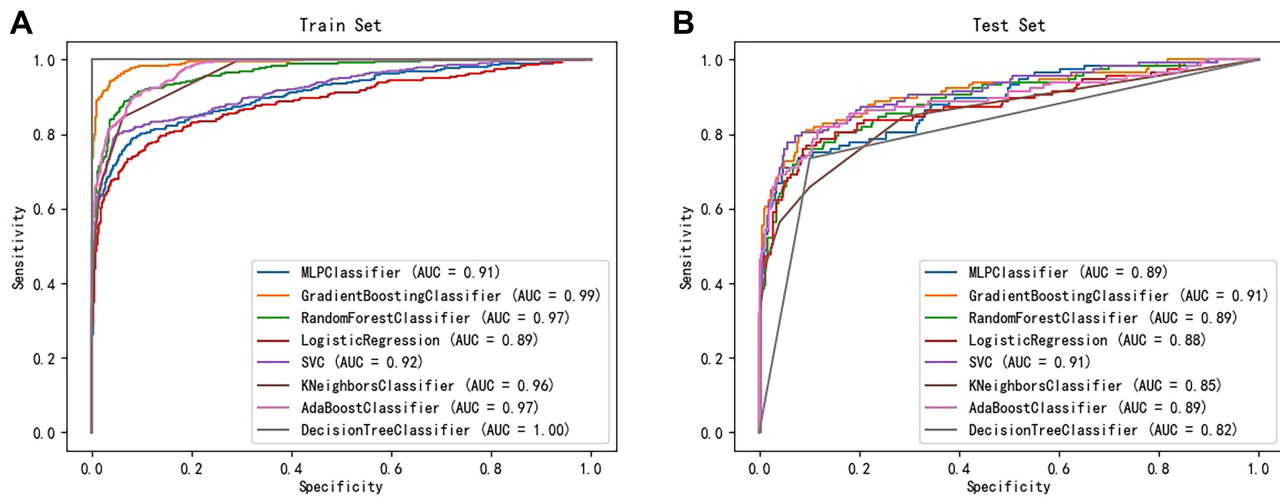 A
Train Set
1.0
0.8
0.6
0.4
0.2
0.0
Sensitivity
MLPClassifier (AUC = 0.91)
GradientBoostingClassifier (AUC = 0.99)
RandomForestClassifier (AUC = 0.97)
LogisticRegression (AUC = 0.89)
SVC (AUC = 0.92)
KNeighborsClassifier (AUC = 0.96)
AdaBoostClassifier (AUC = 0.97)
DecisionTreeClassifier (AUC = 1.00)
0.0 0.2 0.4 0.6 0.8 1.0
Specificity
B
Test Set
1.0
0.8
0.6
0.4
0.2
0.0
Sensitivity
MLPClassifier (AUC = 0.89)
GradientBoostingClassifier (AUC = 0.91)
RandomForestClassifier (AUC = 0.89)
LogisticRegression (AUC = 0.88)
SVC (AUC = 0.91)
KNeighborsClassifier (AUC = 0.85)
AdaBoostClassifier (AUC = 0.89)
DecisionTreeClassifier (AUC = 0.82)
0.0 0.2 0.4 0.6 0.8 1.0
Specificity